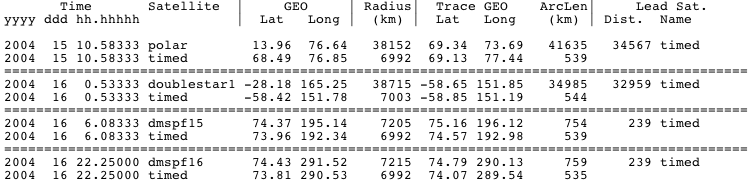 Time        Satellite  |      GEO        | Radius|  Trace GEO     ArcLen|     Lead Sat.
yyyy ddd hh.hhhhh             |   Lat    Long   |  (km) |  Lat    Long    (km) | Dist.  Name
2004  15 10.58333 polar         13.96   76.64    38152   69.34   73.69   41635   34567 timed
2004  15 10.58333 timed         68.49   76.85     6992   69.13   77.44     539
================================================================================
2004  16  0.53333 doublestar1  -28.18  165.25    38715  -58.65  151.85   34985   32959 timed
2004  16  0.53333 timed        -58.42  151.78     7003  -58.85  151.19     544
================================================================================
2004  16  6.08333 dmspf15       74.37  195.14     7205   75.16  196.12     754     239 timed
2004  16  6.08333 timed         73.96  192.34     6992   74.57  192.98     539
================================================================================
2004  16 22.25000 dmspf16       74.43  291.52     7215   74.79  290.13     759     239 timed
2004  16 22.25000 timed         73.81  290.53     6992   74.07  289.54     535